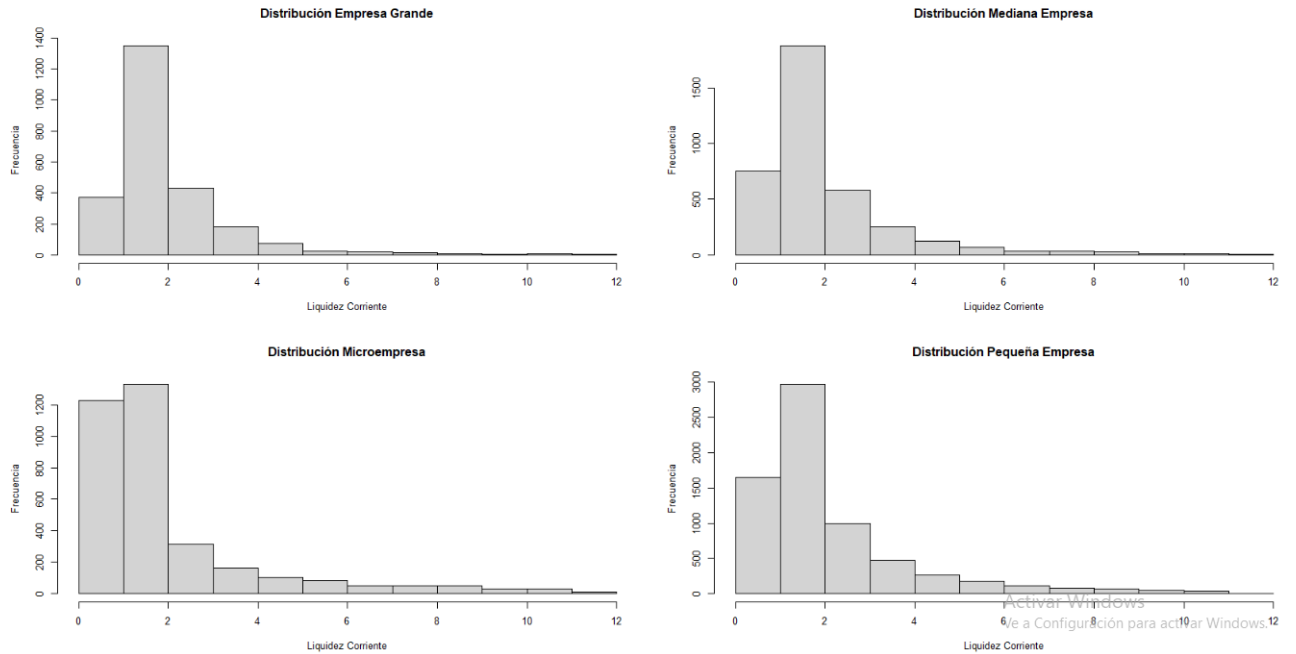 Distribución Empresa Grande
Frecuencia
0 200 400 600 800 1000 1200 1400
0 2 4 6 8 10 12
Liquidez Corriente
Distribución Mediana Empresa
Frecuencia
0 500 1000 1500
0 2 4 6 8 10 12
Liquidez Corriente
Distribución Microempresa
Frecuencia
0 200 400 600 800 1000 1200
0 2 4 6 8 10 12
Liquidez Corriente
Distribución Pequeña Empresa
Frecuencia
0 500 1000 1500 2000 2500 3000
0 2 4 6 8 10 12
Liquidez Corriente
Activar Windows
Ve a Configuración para activar Windows.